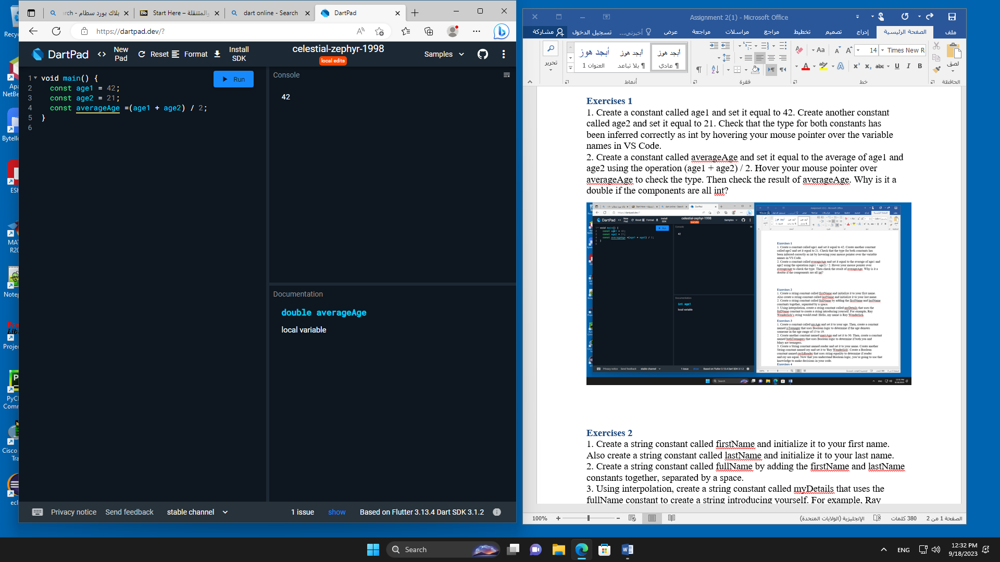 بلاك بورد سطام - 
Start Here – والمتنقلة...
dart online - Search
DartPad
https://dartpad.dev/?
DartPad
<> New Pad
Reset
Format
Install SDK
celestial-zephyr-1998
local edits
Samples
1 void main() {
2 const age1 = 42;
3 const age2 = 21;
4 const averageAge =(age1 + age2) / 2;
5 }
6
Run
Console
42
Documentation
double averageAge
local variable
Privacy notice
Send feedback
stable channel
1 issue
show
Based on Flutter 3.13.4 Dart SDK 3.1.2
Assignment 2(1) - Microsoft Office
ملف
الصفحة الرئيسية
إدراج
تصميم
تخطيط
مراجع
مراسلات
مراجعة
عرض
أخبرني...
تسجيل الدخول
مشاركة
لصق
الحافظة
Times New R
14
خط
فقرة
أبجد هوز
¶ عادي
أبجد هوز
¶ بلا تباعد
أبجد هوز
العنوان 1
أنماط
تحرير
Exercises 1
1. Create a constant called age1 and set it equal to 42. Create another constant
called age2 and set it equal to 21. Check that the type for both constants has
been inferred correctly as int by hovering your mouse pointer over the variable
names in VS Code.
2. Create a constant called averageAge and set it equal to the average of age1 and
age2 using the operation (age1 + age2) / 2. Hover your mouse pointer over
averageAge to check the type. Then check the result of averageAge. Why is it a
double if the components are all int?
Exercises 2
1. Create a string constant called firstName and initialize it to your first name.
Also create a string constant called lastName and initialize it to your last name.
2. Create a string constant called fullName by adding the firstName and lastName
constants together, separated by a space.
3. Using interpolation, create a string constant called myDetails that uses the
fullName constant to create a string introducing yourself. For example, Ray
الصفحة 1 من 2
380 كلمات
الإنجليزية (الولايات المتحدة)
100%
Search
ENG
12:32 PM
9/18/2023